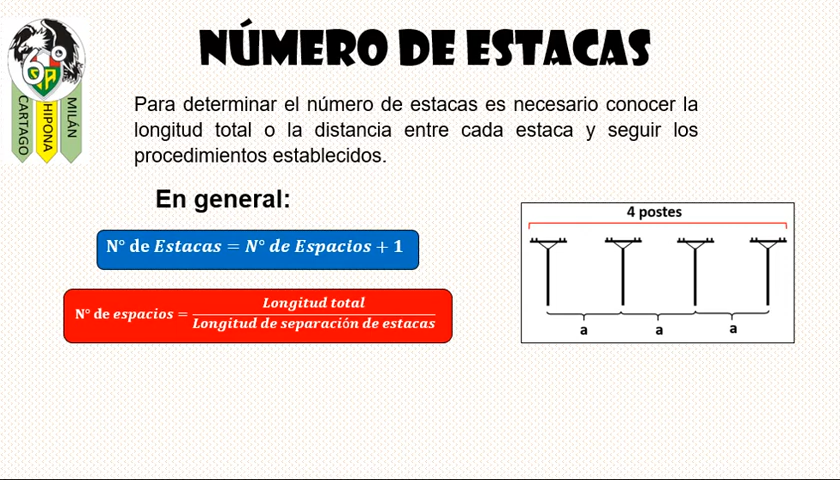 NÚMERO DE ESTACAS
Para determinar el número de estacas es necesario conocer la
longitud total o la distancia entre cada estaca y seguir los
procedimientos establecidos.
En general:
N° de Estacas = N° de Espacios + 1
N° de espacios = Longitud total / Longitud de separación de estacas
4 postes
a
a
a
6°
CARTAGO
HIPONA
MILÁN